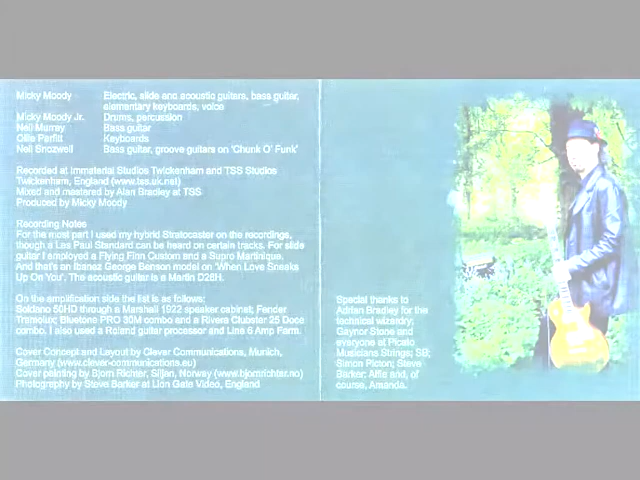 Micky Moody Electric, slide and acoustic guitars, bass guitar,
elementary keyboards, voice
Micky Moody Jr. Drums, percussion
Neil Murray Bass guitar
Ollie Parfitt Keyboards
Neil Shozwell Bass guitar, groove guitars on 'Chunk O' Funk'
Recorded at Immaterial Studios Twickenham and TSS Studios
Twickenham, England (www.tss.uk.net)
Mixed and mastered by Alan Bradley at TSS
Produced by Micky Moody
Recording Notes
For the most part I used my hybrid Stratocaster on the recordings,
though a Les Paul Standard can be heard on certain tracks. For slide
guitar I employed a Flying Finn Custom and a Supro Martinique.
And that's an Ibanez George Benson model on 'When Love Sneaks
Up On You'. The acoustic guitar is a Martin D28H.
On the amplification side the list is as follows:
Soldano 50HD through a Marshall 1922 speaker cabinet; Fender
Tremolux; Bluetone PRO 30M combo and a Rivera Clubster 25 Doce
combo. I also used a Roland guitar processor and Line 6 Amp Farm.
Cover Concept and Layout by Clever Communications, Munich,
Germany (www.clever-communications.eu)
Cover painting by Bjorn Richter, Siljan, Norway (www.bjornrichter.no)
Photography by Steve Barker at Lion Gate Video, England
Special thanks to
Adrian Bradley for the
technical wizardry;
Gaynor Stone and
everyone at Picato
Musicians Strings; SB;
Simon Picton; Steve
Barker; Alfie and, of
course, Amanda.